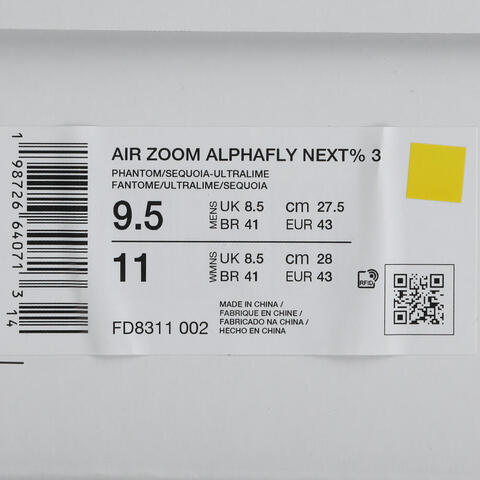 1 98726 64071 3 14
AIR ZOOM ALPHAFLY NEXT% 3
PHANTOM/SEQUOIA-ULTRALIME
FANTOME/ULTRALIME/SEQUOIA
9.5 MENS UK 8.5 cm 27.5
BR 41 EUR 43
11 WMNS UK 8.5 cm 28
BR 41 EUR 43
RFID
FD8311 002
MADE IN CHINA /
FABRIQUE EN CHINE /
FABRICADO NA CHINA /
HECHO EN CHINA